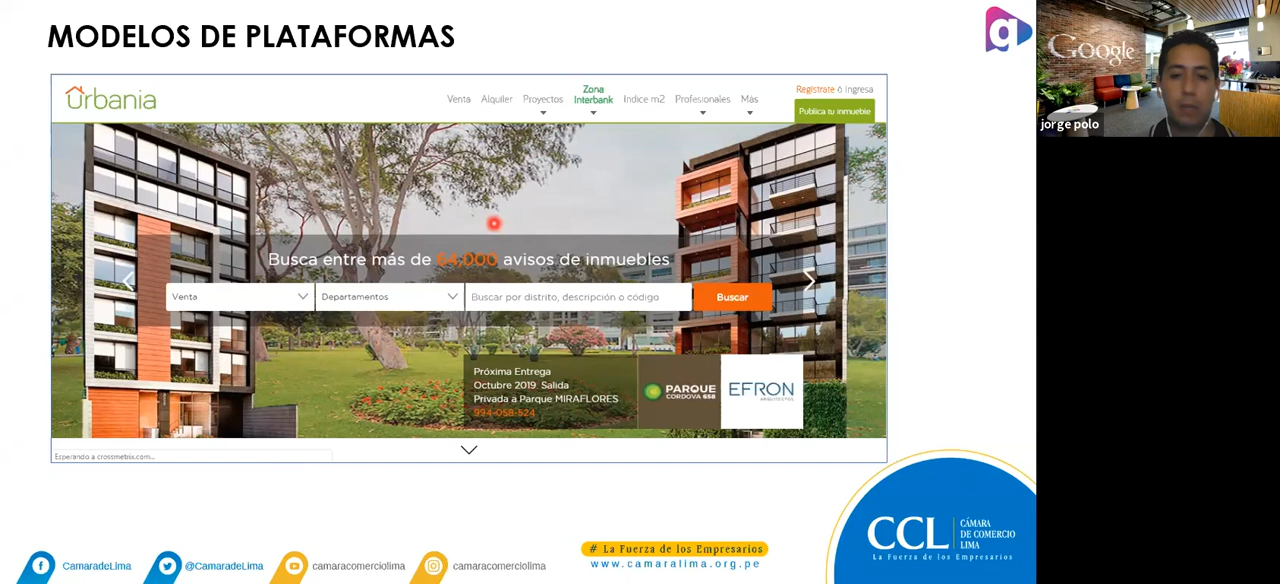 MODELOS DE PLATAFORMAS
g
Google
jorge polo
Urbania
Venta Alquiler Proyectos Zona Interbank Indice m2 Profesionales Más
Regístrate ó Ingresa
Publica tu inmueble
Busca entre más de 64,000 avisos de inmuebles
Venta Departamentos Buscar por distrito, descripción o código Buscar
Próxima Entrega
Octubre 2019. Salida
Privada a Parque MIRAFLORES
994-058-524
PARQUE
CORDOVA 658
EFRON
ARQUITECTOS
Esperando a crossmetrix.com...
CCL CÁMARA
DE COMERCIO
LIMA
La Fuerza de los Empresarios
CamaradeLima @CamaradeLima camaracomerciolima camaracomerciolima
# La Fuerza de los Empresarios
www.camaralima.org.pe